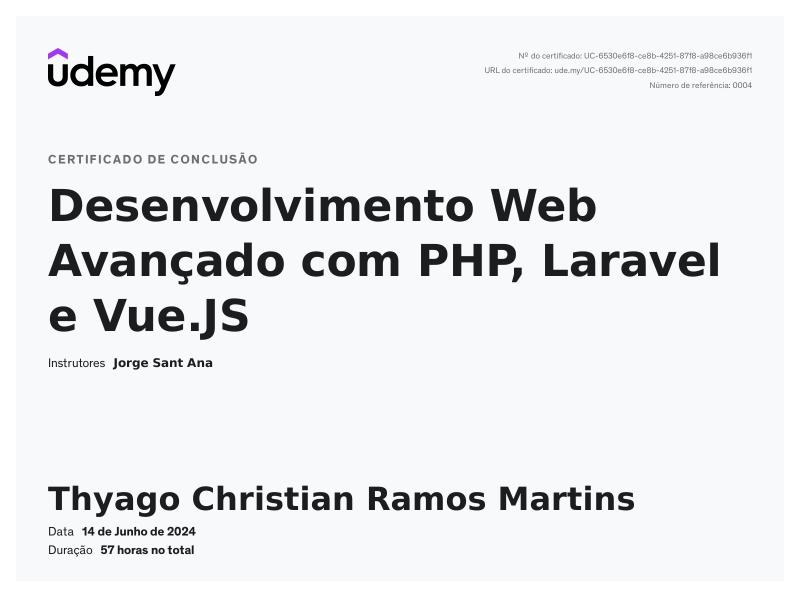 udemy
Nº do certificado: UC-6530e6f8-ce8b-4251-87f8-a98ce6b936f1
URL do certificado: ude.my/UC-6530e6f8-ce8b-4251-87f8-a98ce6b936f1
Número de referência: 0004
CERTIFICADO DE CONCLUSÃO
Desenvolvimento Web
Avançado com PHP, Laravel
e Vue.JS
Instrutores Jorge Sant Ana
Thyago Christian Ramos Martins
Data 14 de Junho de 2024
Duração 57 horas no total